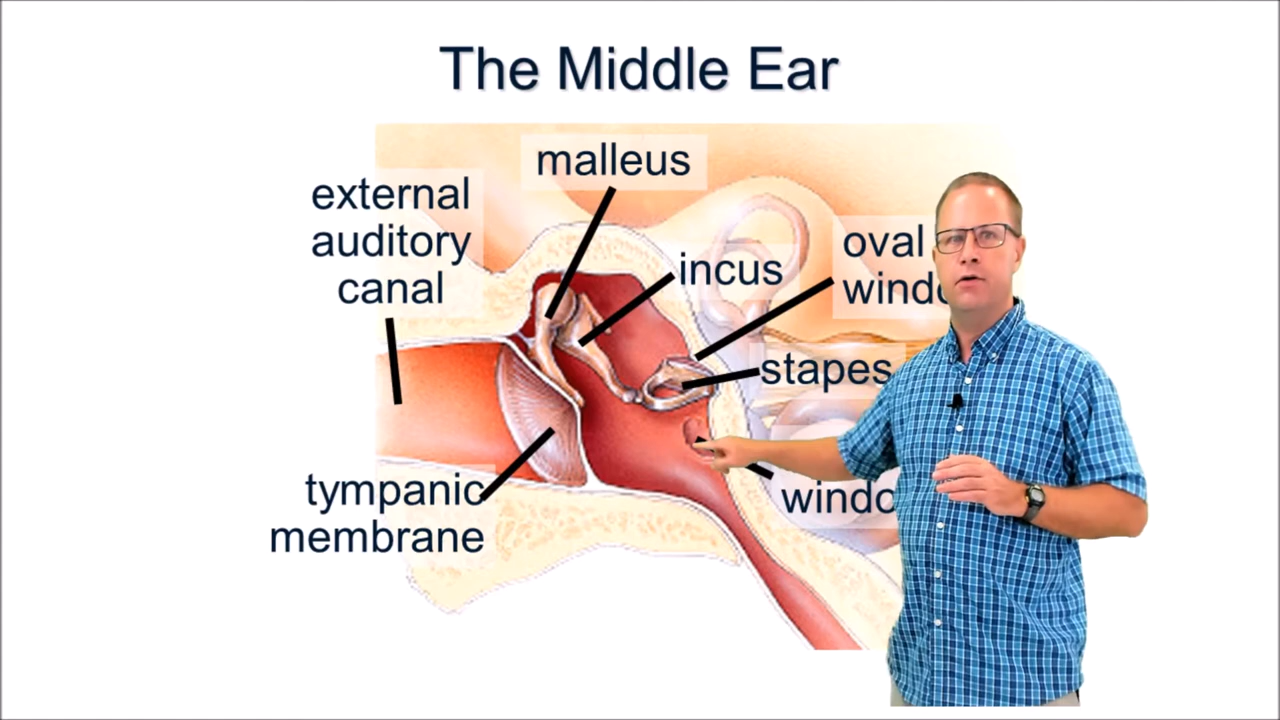 The Middle Ear
malleus
external
auditory
canal
incus
oval
stapes
tympanic
membrane